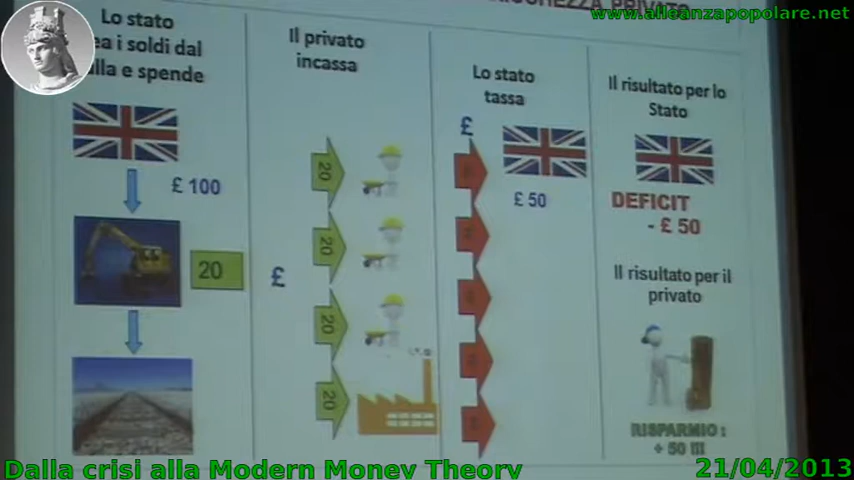 www.alleanzapopolare.net
Lo stato
i soldi dal
e spende
£ 100
20
Il privato
incassa
£
20
20
20
20
Lo stato
tassa
£
£ 50
Il risultato per lo
Stato
DEFICIT
- £ 50
Il risultato per il
privato
RISPARMIO :
+ 50 !!!
Dalla crisi alla Modern Money Theory
21/04/2013